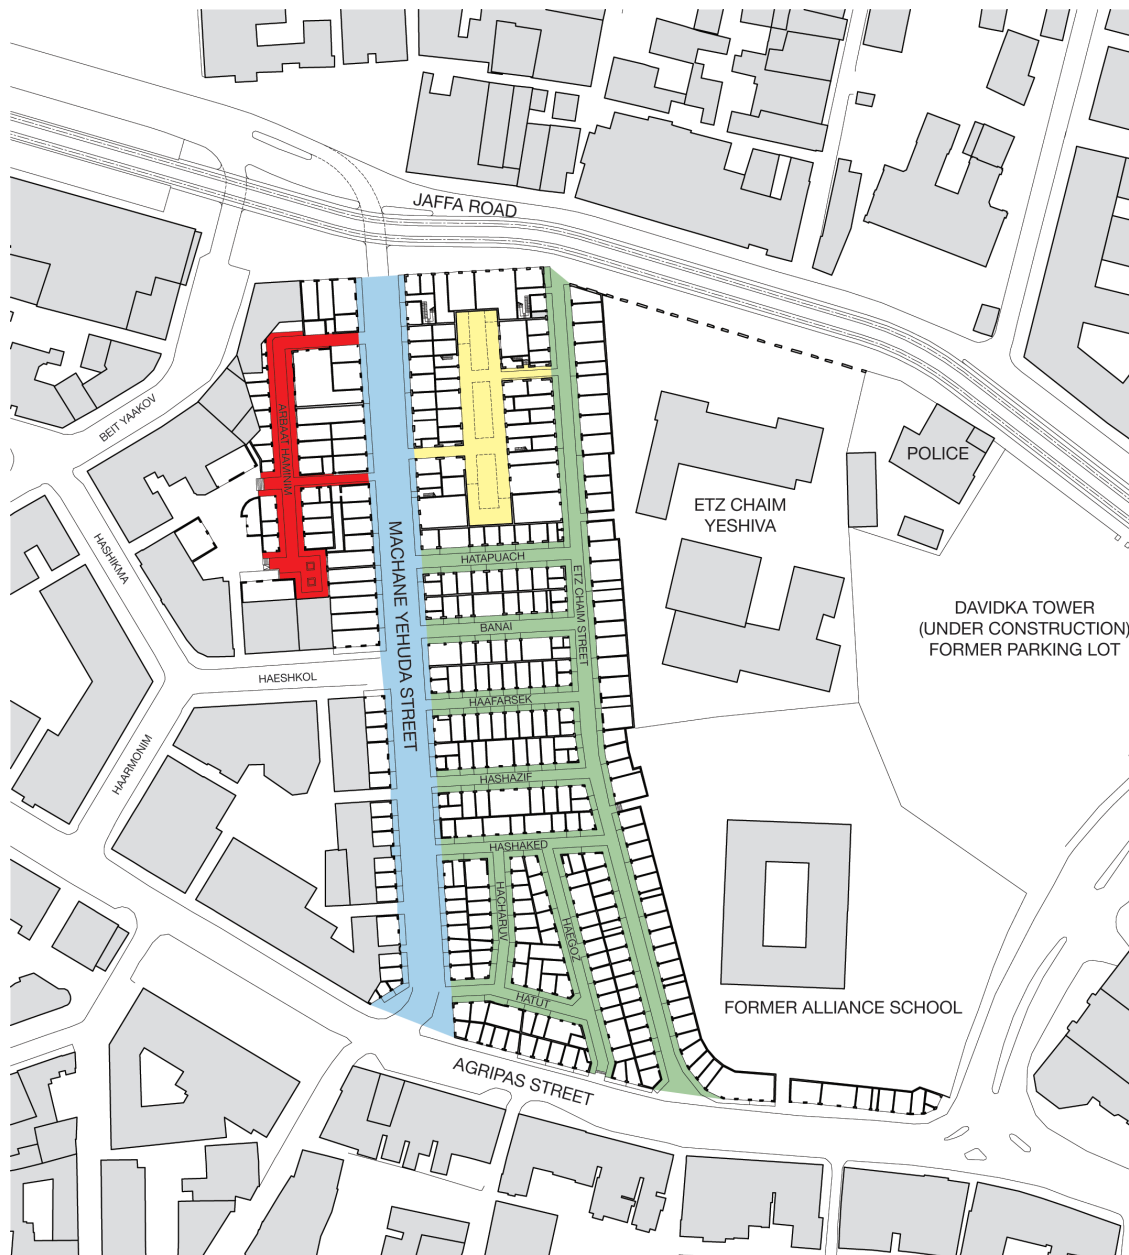 JAFFA ROAD
BEIT YAAKOV
ARBAAT HAMINIM
POLICE
ETZ CHAIM
YESHIVA
HASHIKMA
MACHANE YEHUDA STREET
HATAPUACH
ETZ CHAIM STREET
BANAI
DAVIDKA TOWER
(UNDER CONSTRUCTION)
FORMER PARKING LOT
HAESHKOL
HAAFARSEK
HAARMONIM
HASHAZIF
HASHAKED
HACHARUV
HAEGOZ
HATUT
FORMER ALLIANCE SCHOOL
AGRIPAS STREET